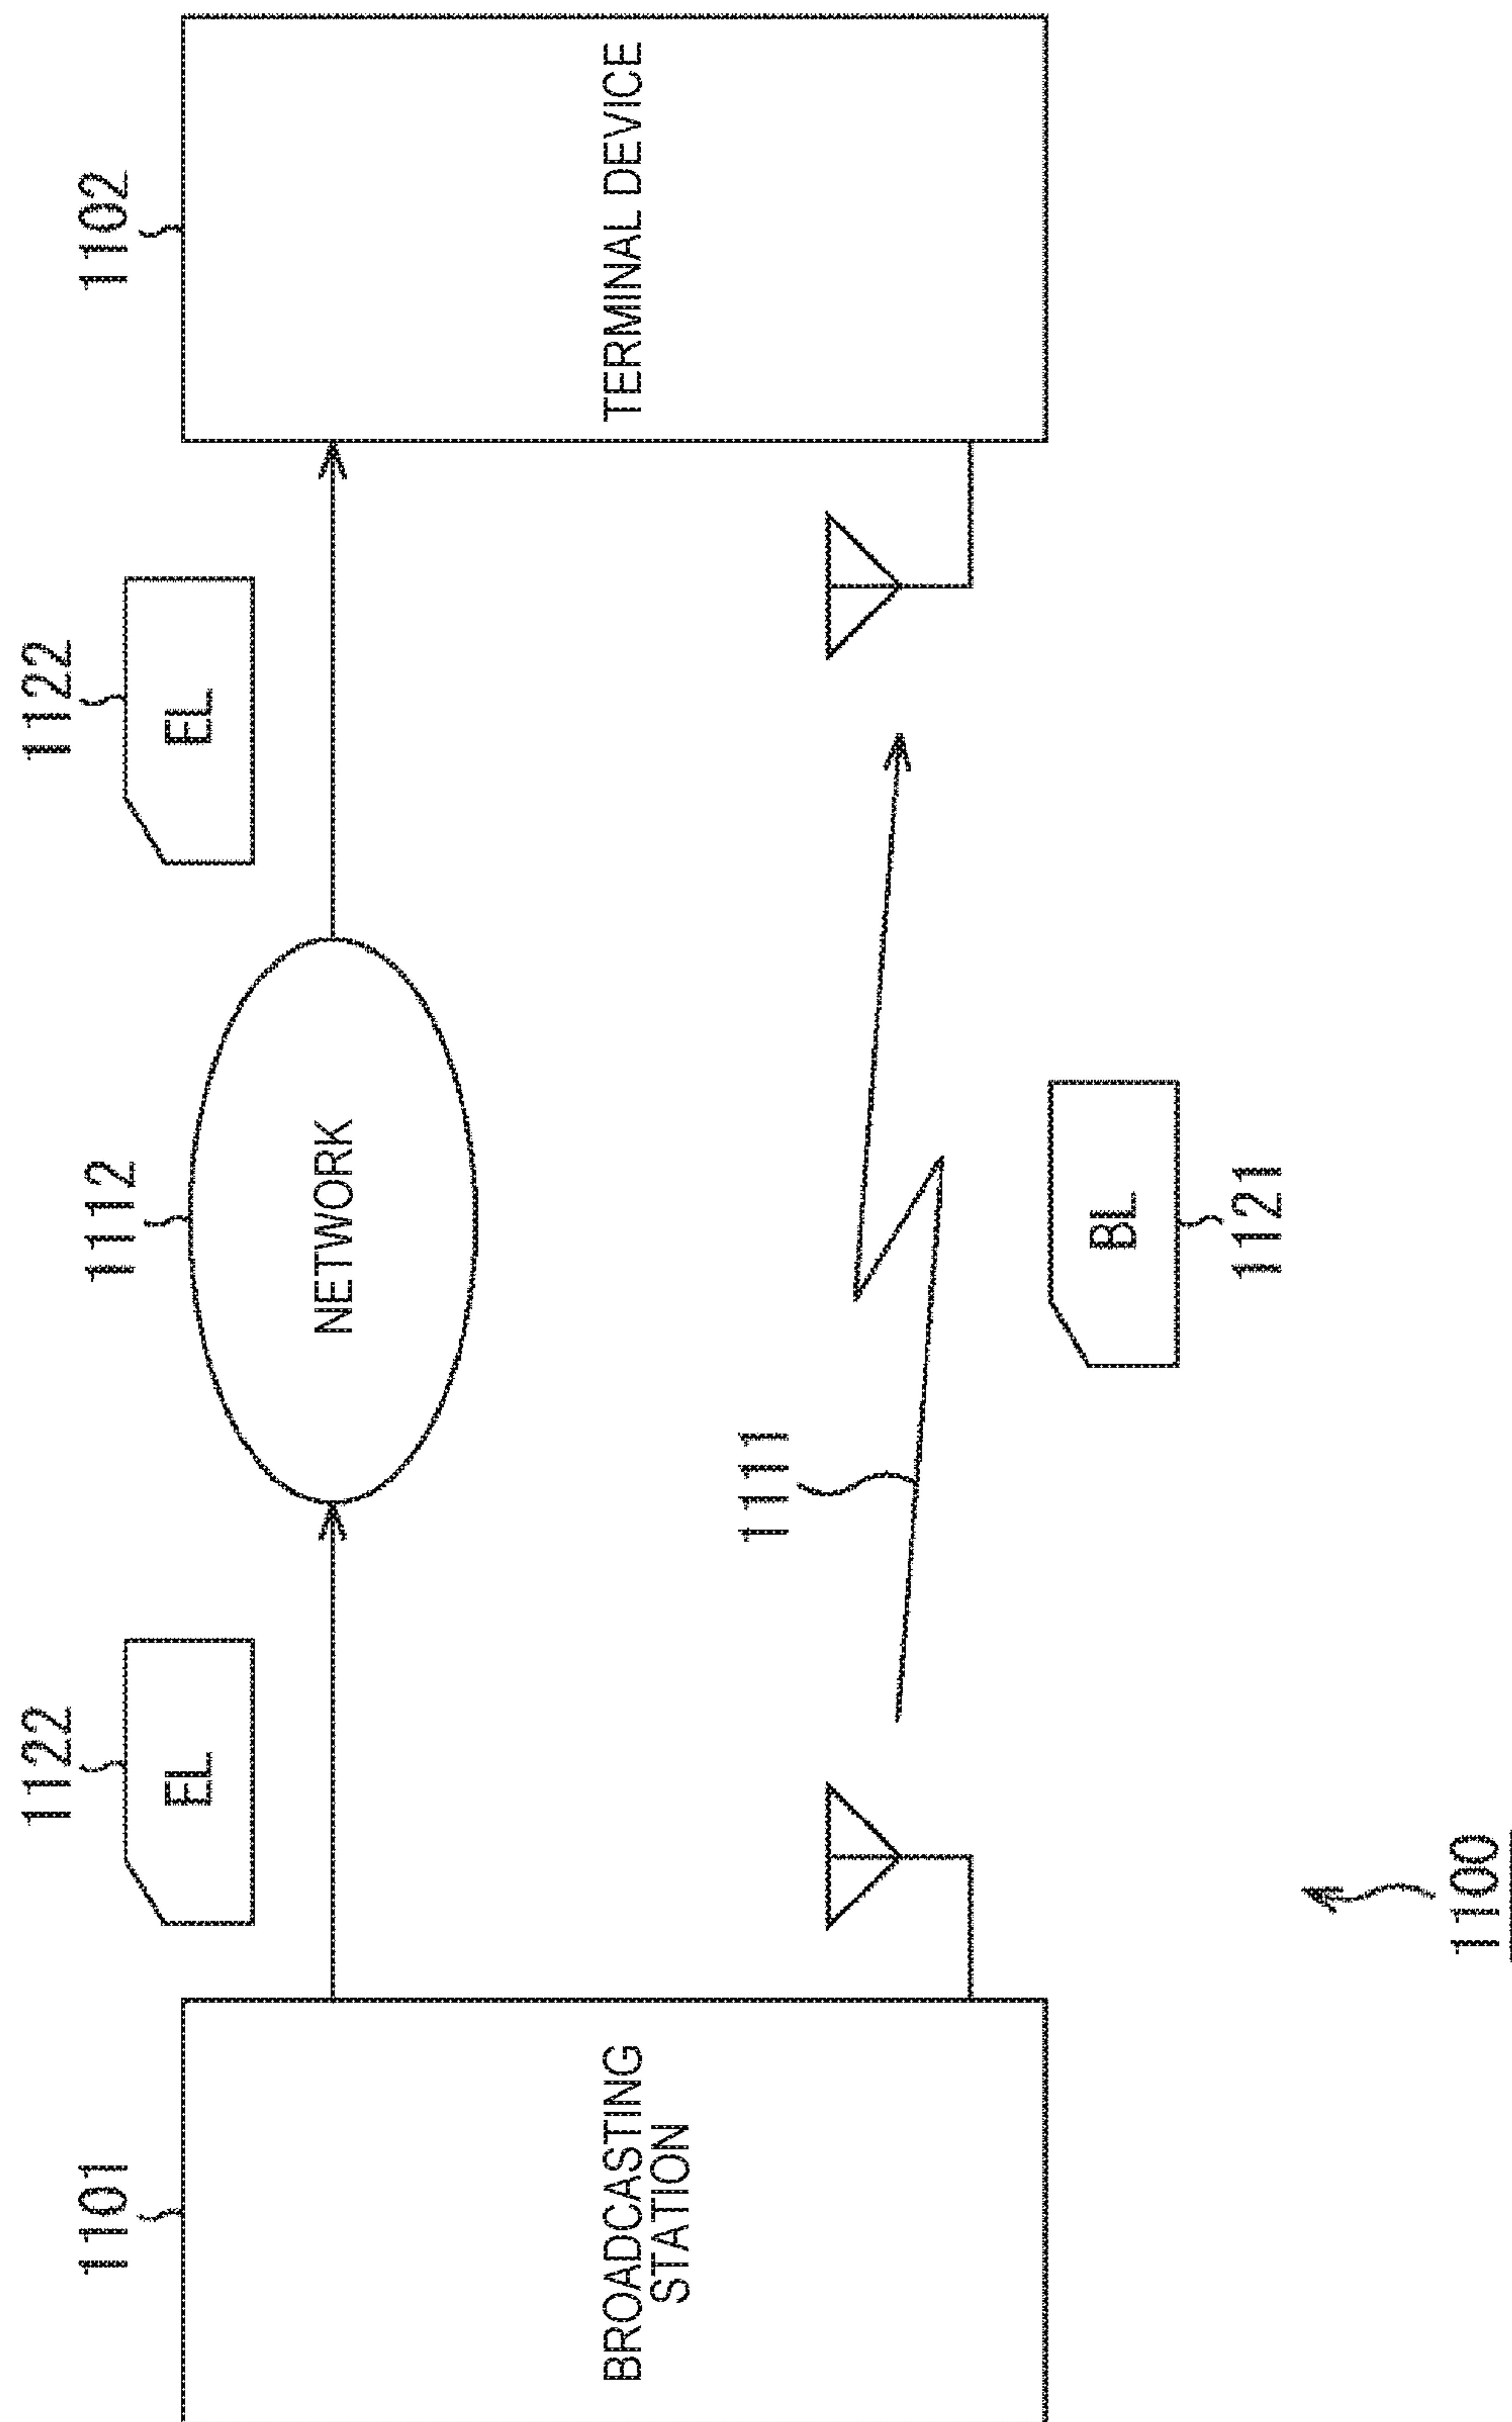 1122
1112
1122
1101
1102
EL
EL
BROADCASTING
STATION
NETWORK
TERMINAL DEVICE
1111
BL
1121
1100